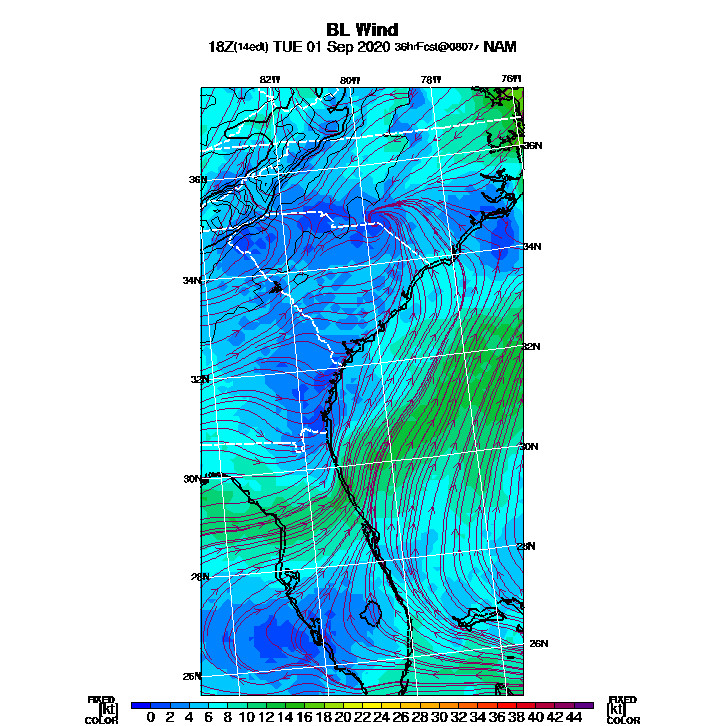 BL Wind
18Z(14edt) TUE 01 Sep 2020 36hrFcst@0807z NAM
82W 80W 78W 76W
36N
36N
34N
34N
32N
32N
30N
30N
28N
28N
26N
26N
FIXED FIXED
[kt] 0 2 4 6 8 10 12 14 16 18 20 22 24 26 28 30 32 34 36 38 40 42 44 [kt]
COLOR COLOR